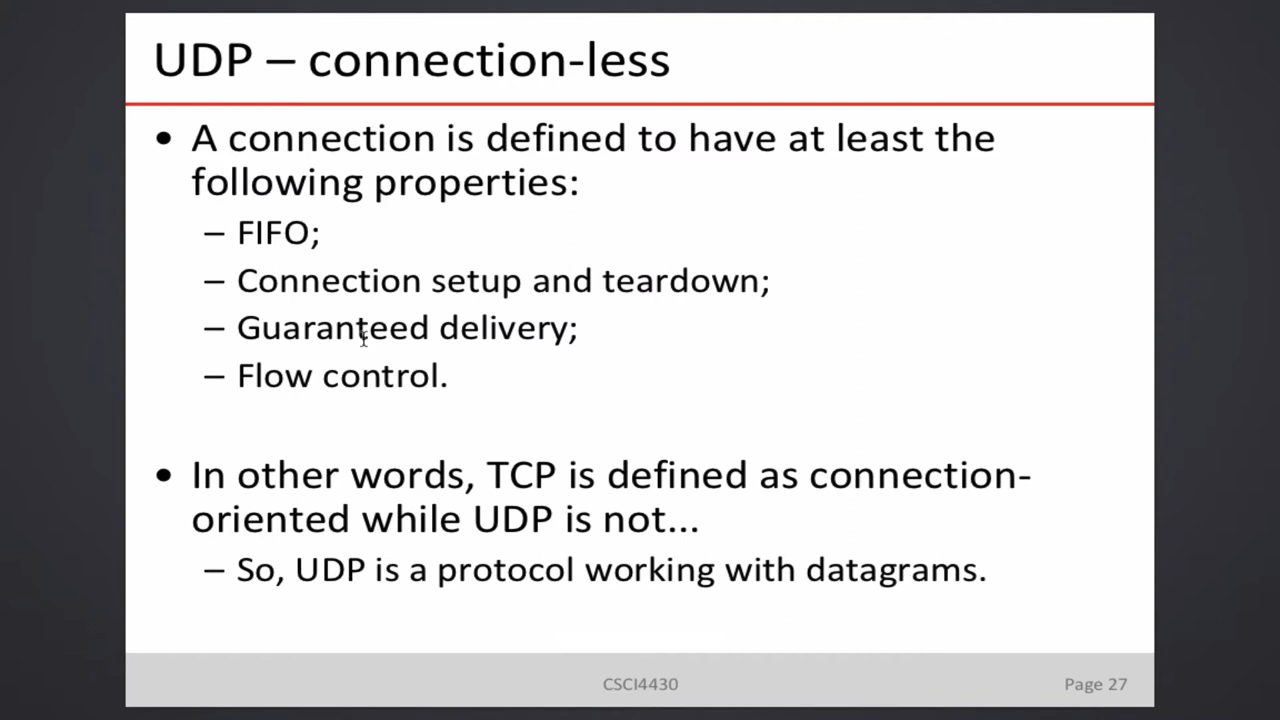 UDP – connection-less
• A connection is defined to have at least the
following properties:
– FIFO;
– Connection setup and teardown;
– Guaranteed delivery;
– Flow control.
• In other words, TCP is defined as connection-
oriented while UDP is not...
– So, UDP is a protocol working with datagrams.
CSCI4430
Page 27